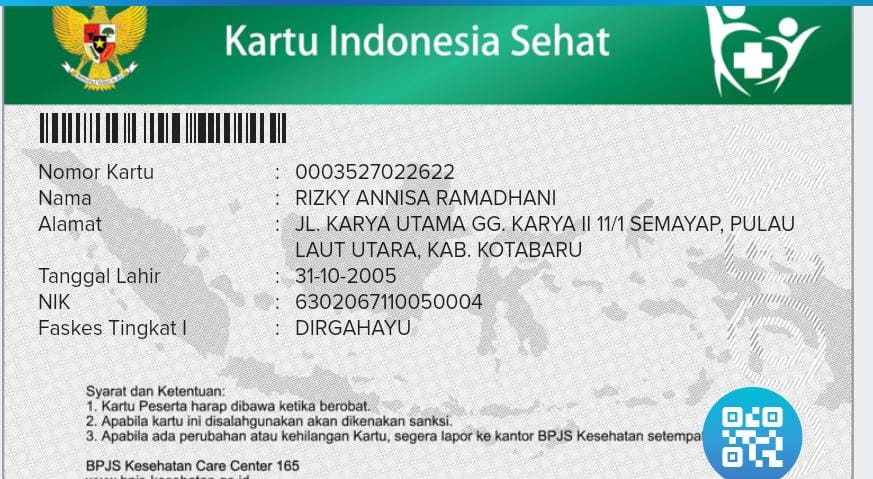 Kartu Indonesia Sehat
Nomor Kartu : 0003527022622
Nama : RIZKY ANNISA RAMADHANI
Alamat : JL. KARYA UTAMA GG. KARYA II 11/1 SEMAYAP, PULAU
LAUT UTARA, KAB. KOTABARU
Tanggal Lahir : 31-10-2005
NIK : 6302067110050004
Faskes Tingkat I : DIRGAHAYU
Syarat dan Ketentuan:
1. Kartu Peserta harap dibawa ketika berobat.
2. Apabila kartu ini disalahgunakan akan dikenakan sanksi.
3. Apabila ada perubahan atau kehilangan Kartu, segera lapor ke kantor BPJS Kesehatan setempa
BPJS Kesehatan Care Center 165